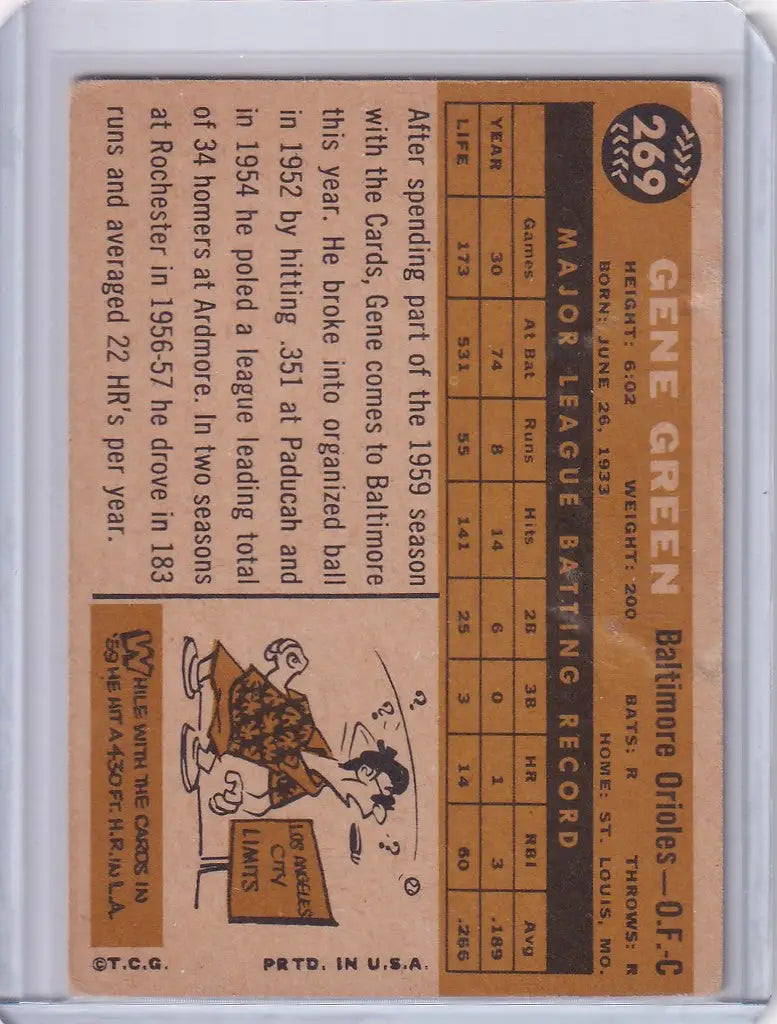 269
GENE GREEN Baltimore Orioles—O.F.-C
HEIGHT: 6:02 WEIGHT: 200 BATS: R THROWS: R
BORN: JUNE 26, 1933 HOME: ST. LOUIS, MO.
MAJOR LEAGUE BATTING RECORD
Games At Bat Runs Hits 2B 3B HR RBI Avg
YEAR 30 74 8 14 6 0 1 3 .189
LIFE 173 531 55 141 25 3 14 60 .266
After spending part of the 1959 season
with the Cards, Gene comes to Baltimore
this year. He broke into organized ball
in 1952 by hitting .351 at Paducah and
in 1954 he poled a league leading total
of 34 homers at Ardmore. In two seasons
at Rochester in 1956-57 he drove in 183
runs and averaged 22 HR's per year.
? ? ?
LOS ANGELES
CITY
LIMITS
WHILE WITH THE CARDS IN
'59 HE HIT A 430 FT. H.R. IN L.A.
©T.C.G. PRTD. IN U.S.A.